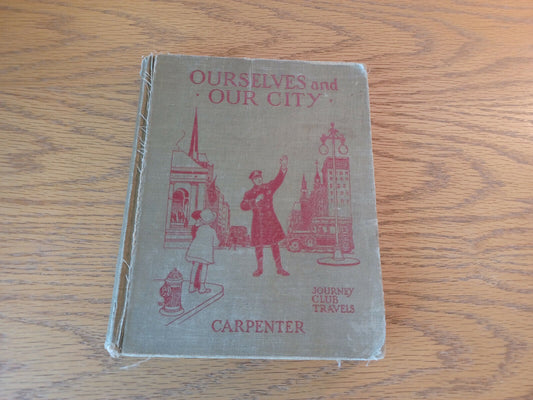 OURSELVES and
· OUR CITY ·
JOURNEY
CLUB
TRAVELS
CARPENTER